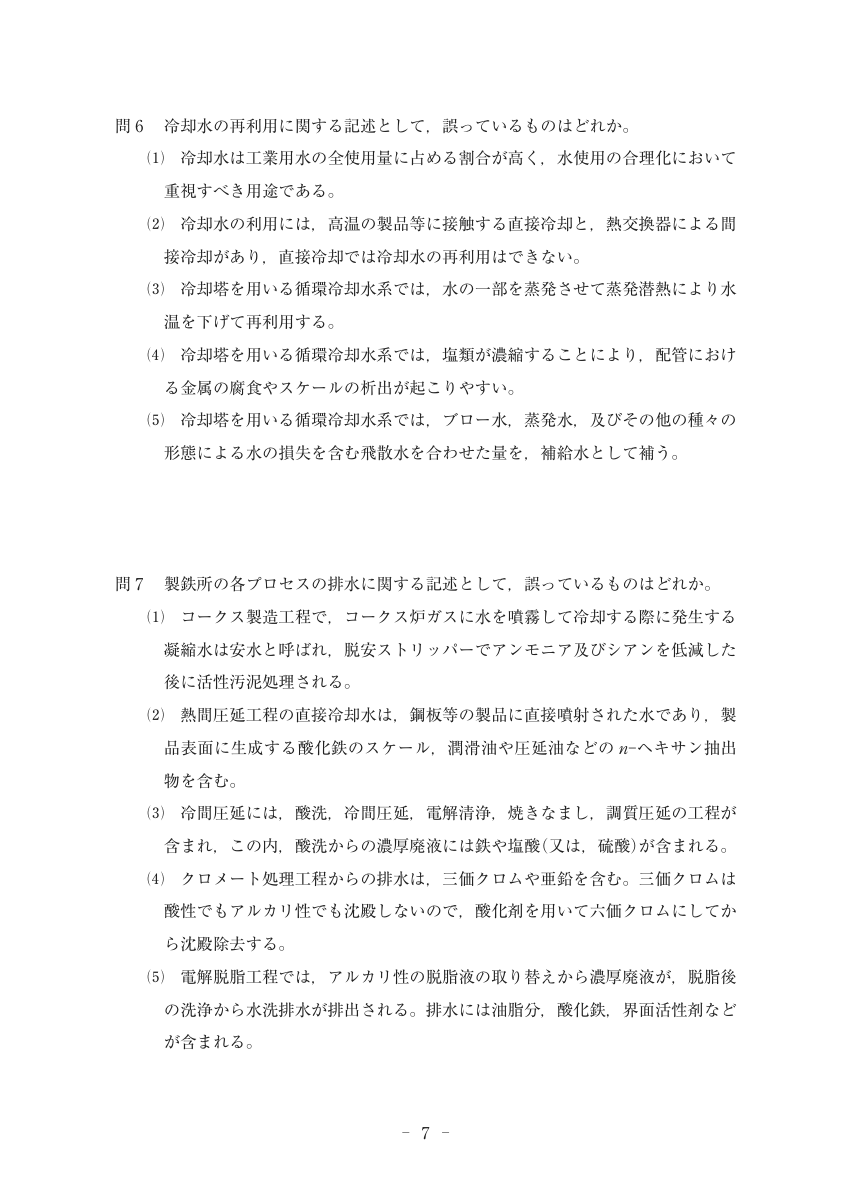 問6　冷却水の再利用に関する記述として，誤っているものはどれか。
⑴　冷却水は工業用水の全使用量に占める割合が高く，水使用の合理化において
重視すべき用途である。
⑵　冷却水の利用には，高温の製品等に接触する直接冷却と，熱交換器による間
接冷却があり，直接冷却では冷却水の再利用はできない。
⑶　冷却塔を用いる循環冷却水系では，水の一部を蒸発させて蒸発潜熱により水
温を下げて再利用する。
⑷　冷却塔を用いる循環冷却水系では，塩類が濃縮することにより，配管におけ
る金属の腐食やスケールの析出が起こりやすい。
⑸　冷却塔を用いる循環冷却水系では，ブロー水，蒸発水，及びその他の種々の
形態による水の損失を含む飛散水を合わせた量を，補給水として補う。
問7　製鉄所の各プロセスの排水に関する記述として，誤っているものはどれか。
⑴　コークス製造工程で，コークス炉ガスに水を噴霧して冷却する際に発生する
凝縮水は安水と呼ばれ，脱安ストリッパーでアンモニア及びシアンを低減した
後に活性汚泥処理される。
⑵　熱間圧延工程の直接冷却水は，鋼板等の製品に直接噴射された水であり，製
品表面に生成する酸化鉄のスケール，潤滑油や圧延油などのn-ヘキサン抽出
物を含む。
⑶　冷間圧延には，酸洗，冷間圧延，電解清浄，焼きなまし，調質圧延の工程が
含まれ，この内，酸洗からの濃厚廃液には鉄や塩酸(又は，硫酸)が含まれる。
⑷　クロメート処理工程からの排水は，三価クロムや亜鉛を含む。三価クロムは
酸性でもアルカリ性でも沈殿しないので，酸化剤を用いて六価クロムにしてか
ら沈殿除去する。
⑸　電解脱脂工程では，アルカリ性の脱脂液の取り替えから濃厚廃液が，脱脂後
の洗浄から水洗排水が排出される。排水には油脂分，酸化鉄，界面活性剤など
が含まれる。
- 7 -